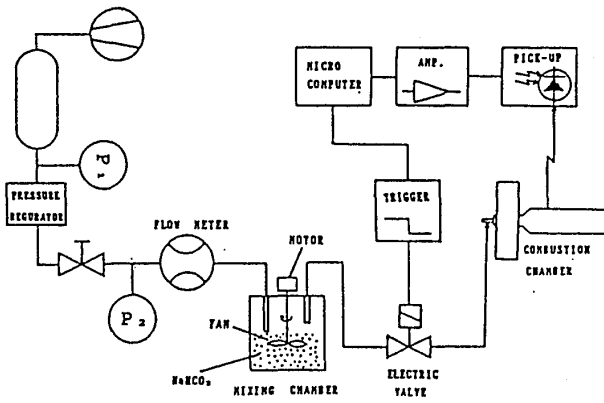 MICRO
COMPUTER
AMP.
PICK-UP
P₁
PRESSURE
REGURATOR
TRIGGER
FLOW METER
MOTOR
COMBUSTION
CHAMBER
P₂
FAN
NaHCO₃
MIXING CHAMBER
ELECTRIC
VALVE